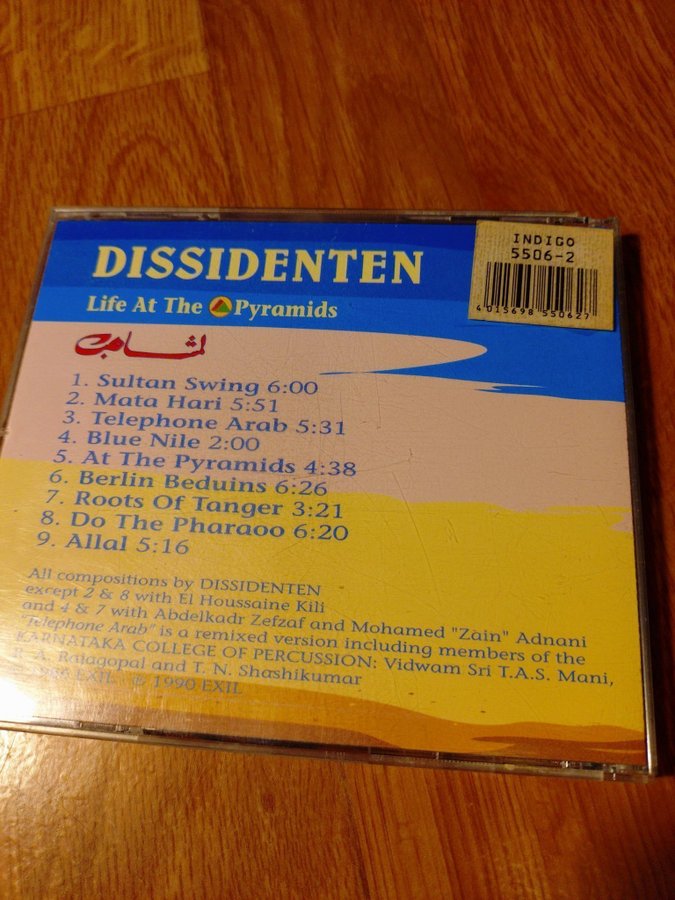 DISSIDENTEN
INDIGO
5506-2
4 015698 550627
Life At The Pyramids
لمشاهب
1. Sultan Swing 6:00
2. Mata Hari 5:51
3. Telephone Arab 5:31
4. Blue Nile 2:00
5. At The Pyramids 4:38
6. Berlin Beduins 6:26
7. Roots Of Tanger 3:21
8. Do The Pharaoo 6:20
9. Allal 5:16
All compositions by DISSIDENTEN
except 2 & 8 with El Houssaine Kili
and 4 & 7 with Abdelkadr Zefzaf and Mohamed "Zain" Adnani
"Telephone Arab" is a remixed version including members of the
KARNATAKA COLLEGE OF PERCUSSION: Vidwam Sri T.A.S. Mani,
R. A. Rajagopal and T. N. Shashikumar
EXIL - ℗ 1990 EXIL